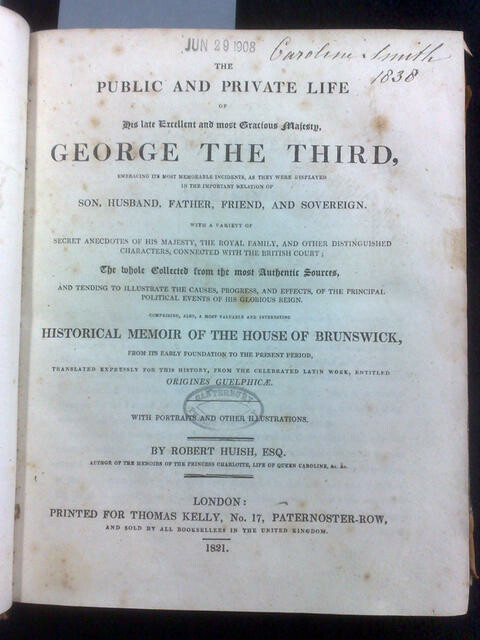 JUN 29 1908
Caroline Smith
1838
THE
PUBLIC AND PRIVATE LIFE
OF
His late Excellent and most Gracious Majesty,
GEORGE THE THIRD,
EMBRACING ITS MOST MEMORABLE INCIDENTS, AS THEY WERE DISPLAYED
IN THE IMPORTANT RELATION OF
SON, HUSBAND, FATHER, FRIEND, AND SOVEREIGN.
WITH A VARIETY OF
SECRET ANECDOTES OF HIS MAJESTY, THE ROYAL FAMILY, AND OTHER DISTINGUISHED
CHARACTERS, CONNECTED WITH THE BRITISH COURT;
The whole Collected from the most Authentic Sources,
AND TENDING TO ILLUSTRATE THE CAUSES, PROGRESS, AND EFFECTS, OF THE PRINCIPAL
POLITICAL EVENTS OF HIS GLORIOUS REIGN.
COMPRISING, ALSO, A MOST VALUABLE AND INTERESTING
HISTORICAL MEMOIR OF THE HOUSE OF BRUNSWICK,
FROM ITS EARLY FOUNDATION TO THE PRESENT PERIOD,
TRANSLATED EXPRESSLY FOR THIS HISTORY, FROM THE CELEBRATED LATIN WORK, ENTITLED
ORIGINES GUELPHICÆ.
CANTERBURY
WITH PORTRAITS AND OTHER ILLUSTRATIONS.
BY ROBERT HUISH, ESQ.
AUTHOR OF THE MEMOIRS OF THE PRINCESS CHARLOTTE, LIFE OF QUEEN CAROLINE, &c. &c.
LONDON:
PRINTED FOR THOMAS KELLY, No. 17, PATERNOSTER-ROW,
AND SOLD BY ALL BOOKSELLERS IN THE UNITED KINGDOM.
1821.